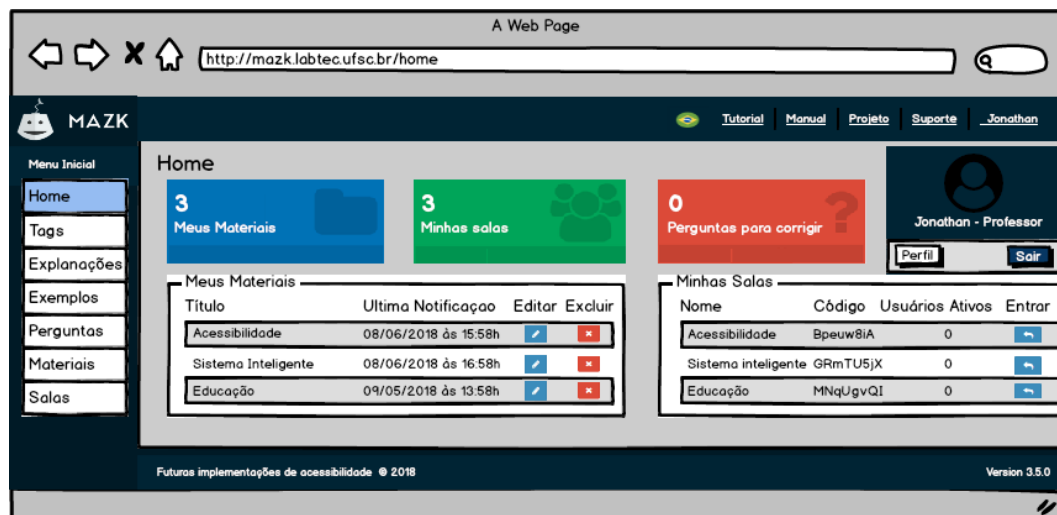 A Web Page
http://mazk.labtec.ufsc.br/home
MAZK
Tutorial Manual Projeto Suporte _Jonathan
Menu Inicial
Home
Tags
Explanações
Exemplos
Perguntas
Materiais
Salas
Home
3
Meus Materiais
3
Minhas salas
0
Perguntas para corrigir
?
Jonathan - Professor
Perfil Sair
Meus Materiais
Título Ultima Notificaçao Editar Excluir
Acessibilidade 08/06/2018 às 15:58h
Sistema Inteligente 08/06/2018 às 16:58h
Educação 09/05/2018 às 13:58h
Minhas Salas
Nome Código Usuários Ativos Entrar
Acessibilidade Bpeuw8iA 0
Sistema inteligente GRmTU5jX 0
Educação MNqUgvQI 0
Futuras implementações de acessibilidade © 2018
Version 3.5.0